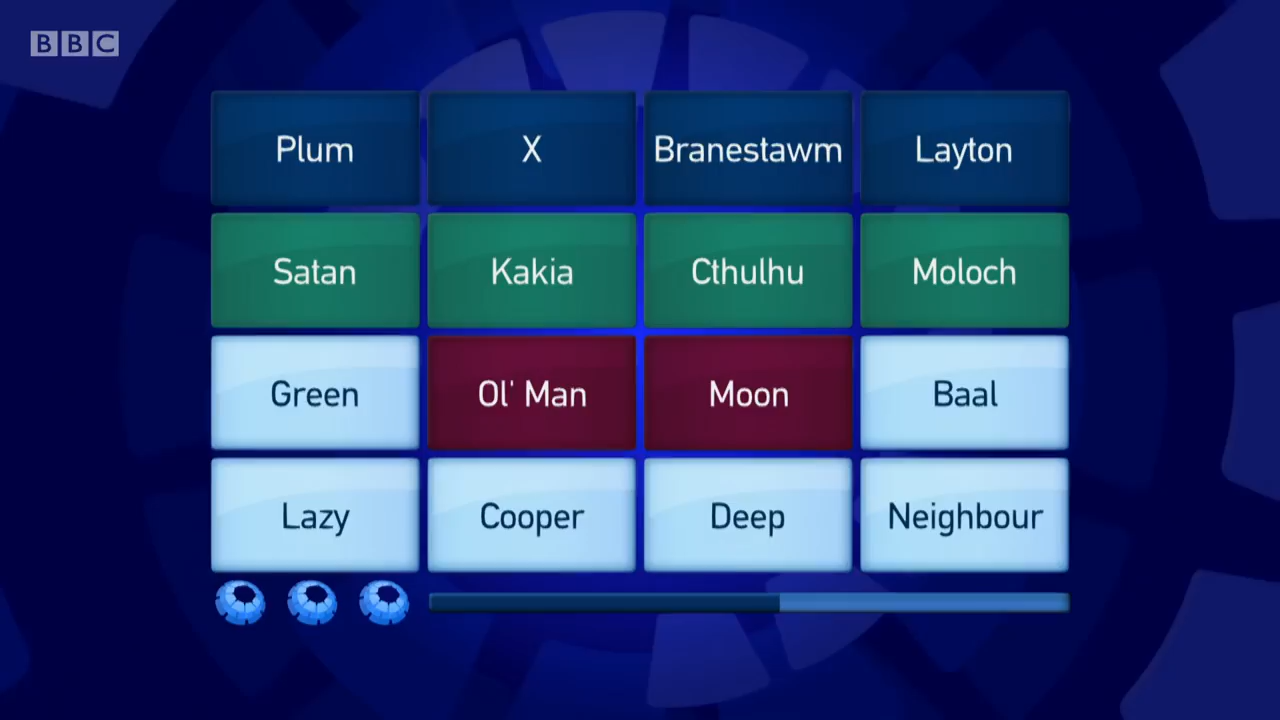 BBC
Plum
X
Branestawm
Layton
Satan
Kakia
Cthulhu
Moloch
Green
Ol' Man
Moon
Baal
Lazy
Cooper
Deep
Neighbour